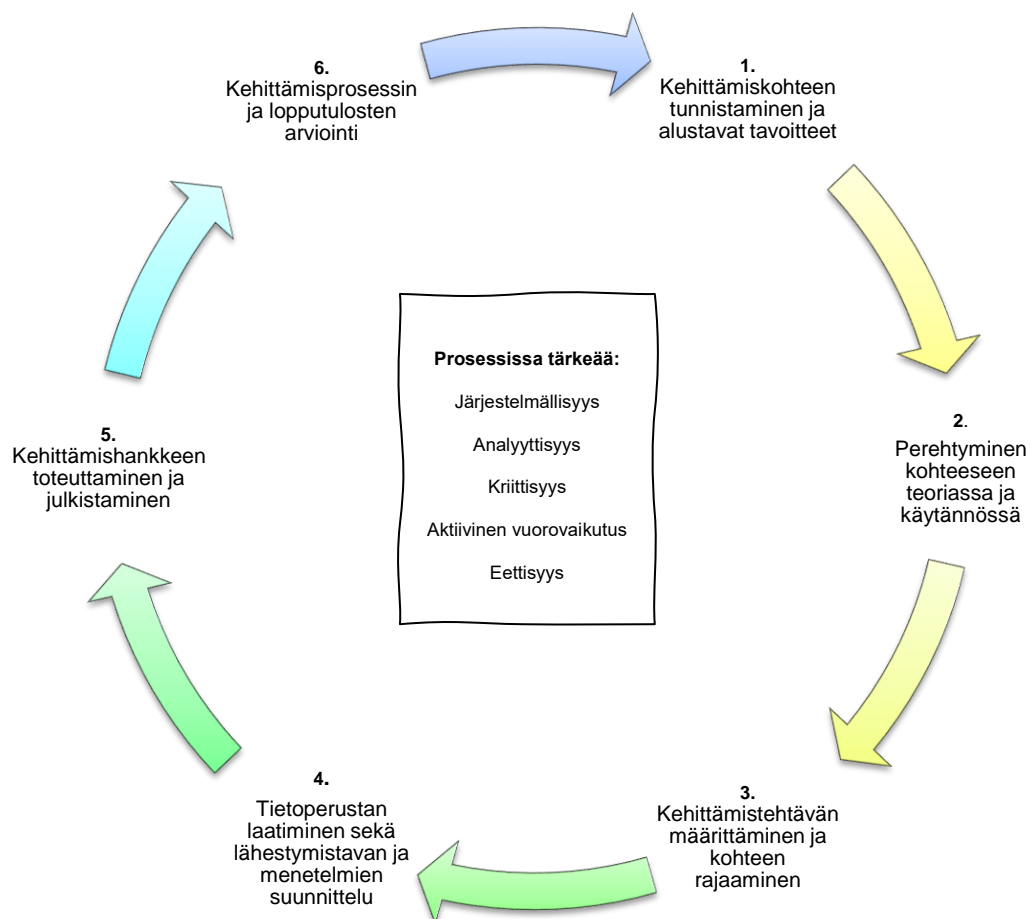 1.
Kehittämiskohteen
tunnistaminen ja
alustavat tavoitteet
2.
Perehtyminen
kohteeseen
teoriassa ja
käytännössä
3.
Kehittämistehtävän
määrittäminen ja
kohteen
rajaaminen
4.
Tietoperustan
laatiminen sekä
lähestymistavan ja
menetelmien
suunnittelu
5.
Kehittämishankkeen
toteuttaminen ja
julkistaminen
6.
Kehittämisprosessin
ja lopputulosten
arviointi
Prosessissa tärkeää:
Järjestelmällisyys
Analyyttisyys
Kriittisyys
Aktiivinen vuorovaikutus
Eettisyys